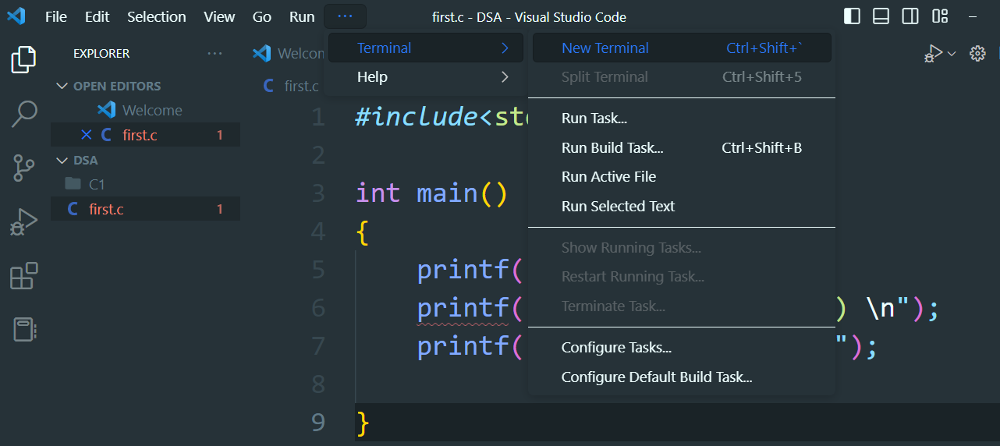 File Edit Selection View Go Run ··· first.c - DSA - Visual Studio Code
EXPLORER ···
OPEN EDITORS
Welcome
first.c 1
DSA
C1
first.c 1
first.c
Terminal
Help
New Terminal Ctrl+Shift+`
Split Terminal Ctrl+Shift+5
Run Task...
Run Build Task... Ctrl+Shift+B
Run Active File
Run Selected Text
Show Running Tasks...
Restart Running Task...
Terminate Task...
Configure Tasks...
Configure Default Build Task...
1 #include<
2
3 int main()
4 {
5 printf(
6 printf( ) \n");
7 printf( ");
8
9 }